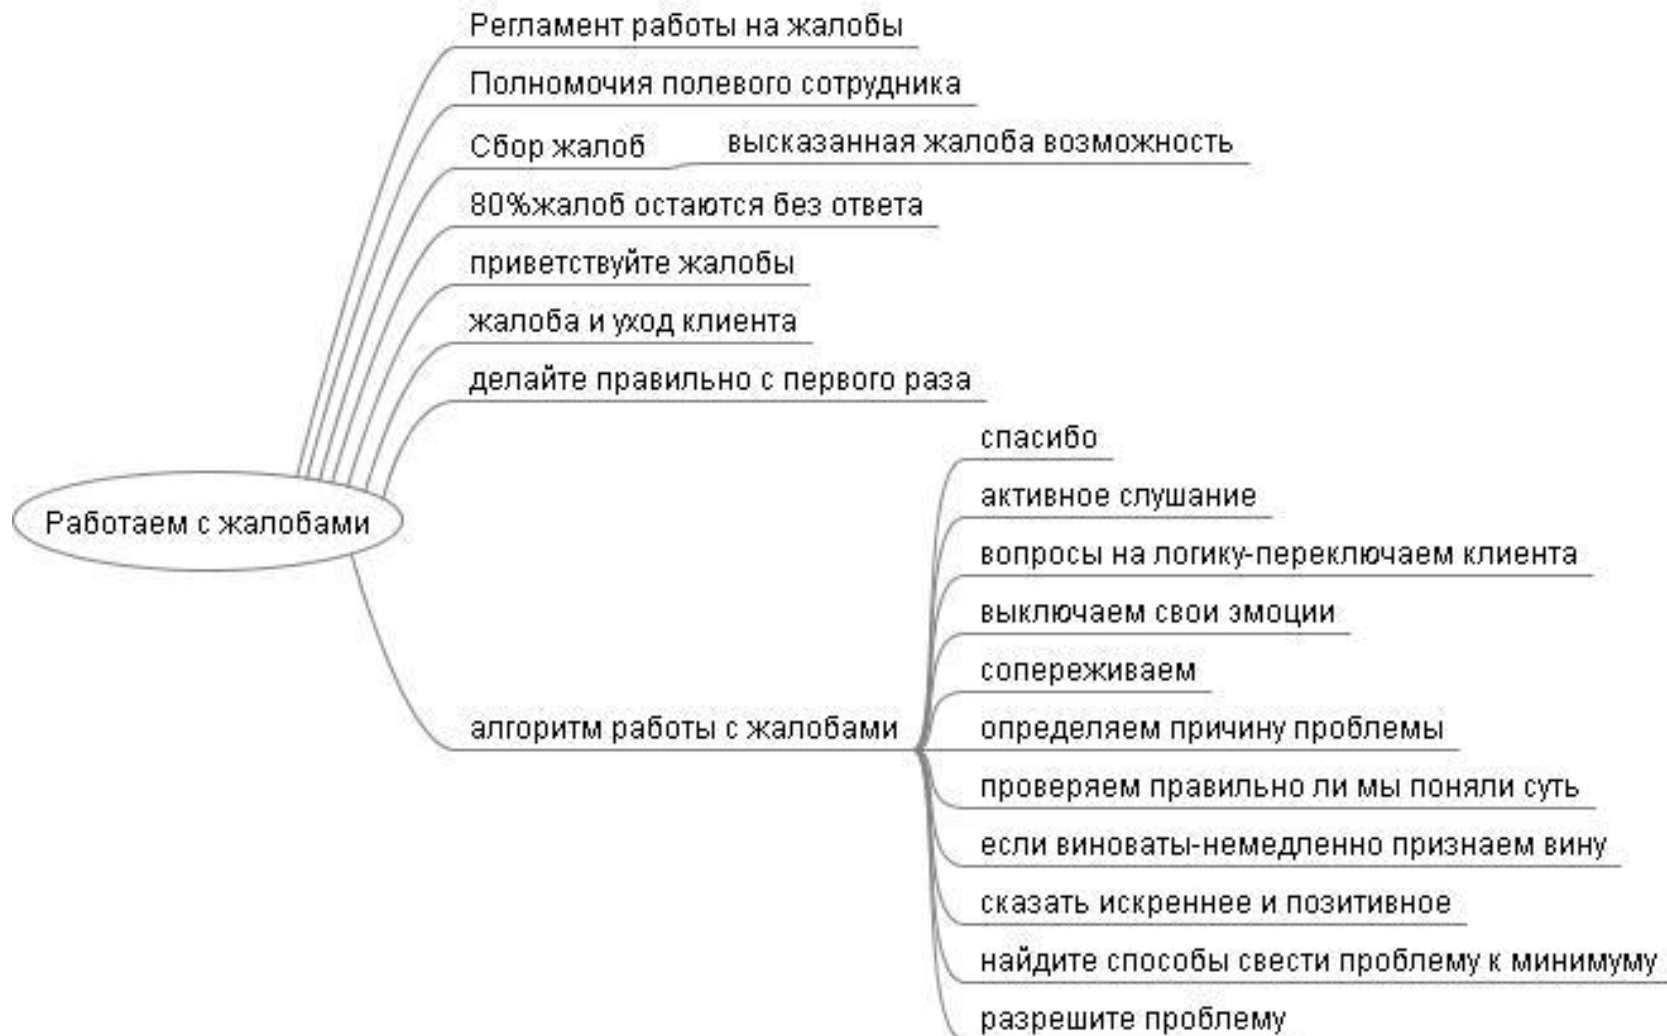 Регламент работы на жалобы
Полномочия полевого сотрудника
Сбор жалоб
высказанная жалоба возможность
80%жалоб остаются без ответа
приветствуйте жалобы
жалоба и уход клиента
делайте правильно с первого раза
Работаем с жалобами
алгоритм работы с жалобами
спасибо
активное слушание
вопросы на логику-переключаем клиента
выключаем свои эмоции
сопереживаем
определяем причину проблемы
проверяем правильно ли мы поняли суть
если виноваты-немедленно признаем вину
сказать искреннее и позитивное
найдите способы свести проблему к минимуму
разрешите проблему